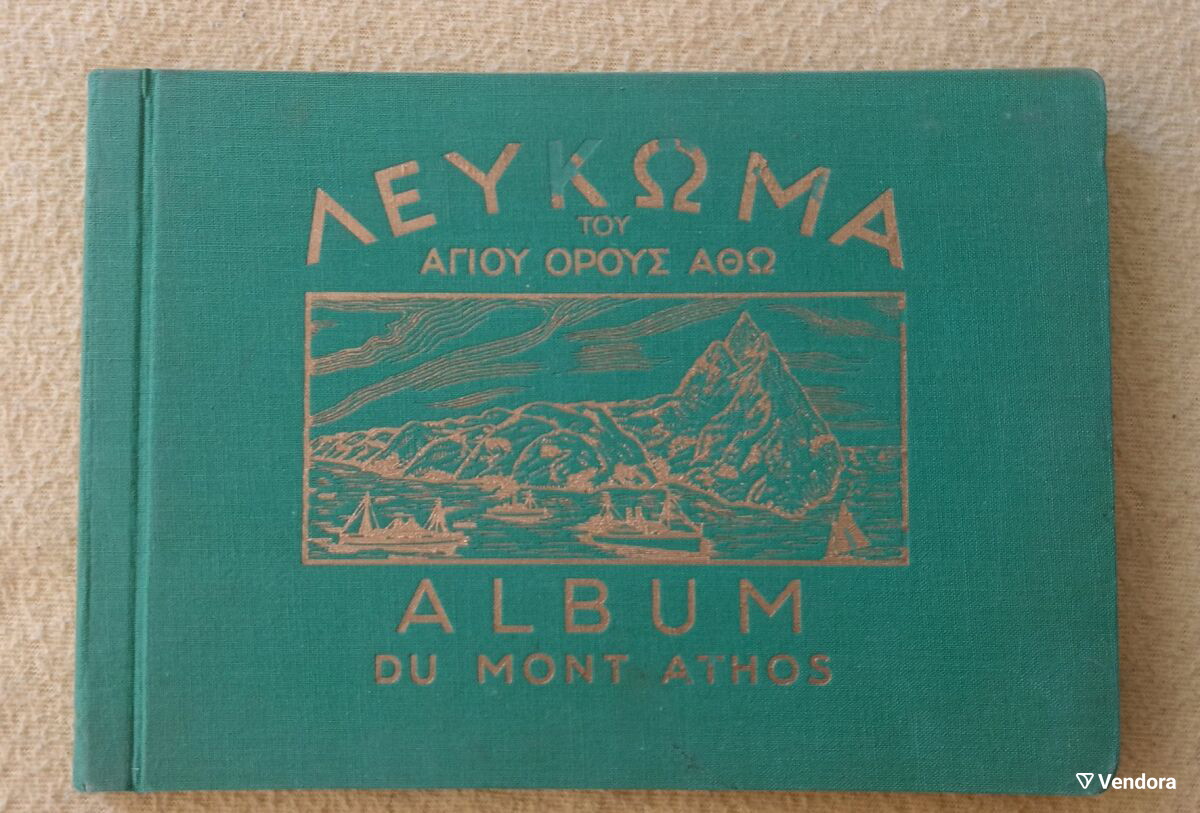 ΛΕΥΚΩΜΑ
ΤΟΥ
ΑΓΙΟΥ ΟΡΟΥΣ ΑΘΩ
ALBUM
DU MONT ATHOS
Vendora